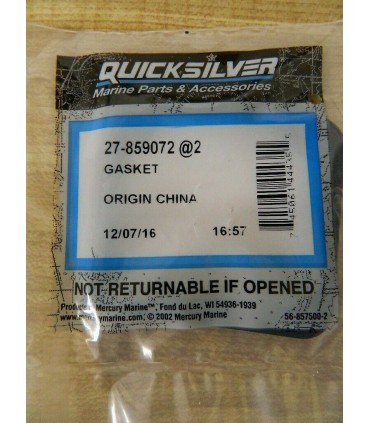 QUICKSILVER
Marine Parts & Accessories
27-859072 @2
GASKET
ORIGIN CHINA
12/07/16 16:57
NOT RETURNABLE IF OPENED
Mercury Marine™, Fond du Lac, WI 54936-1939
© 2002 Mercury Marine
56-857500-2